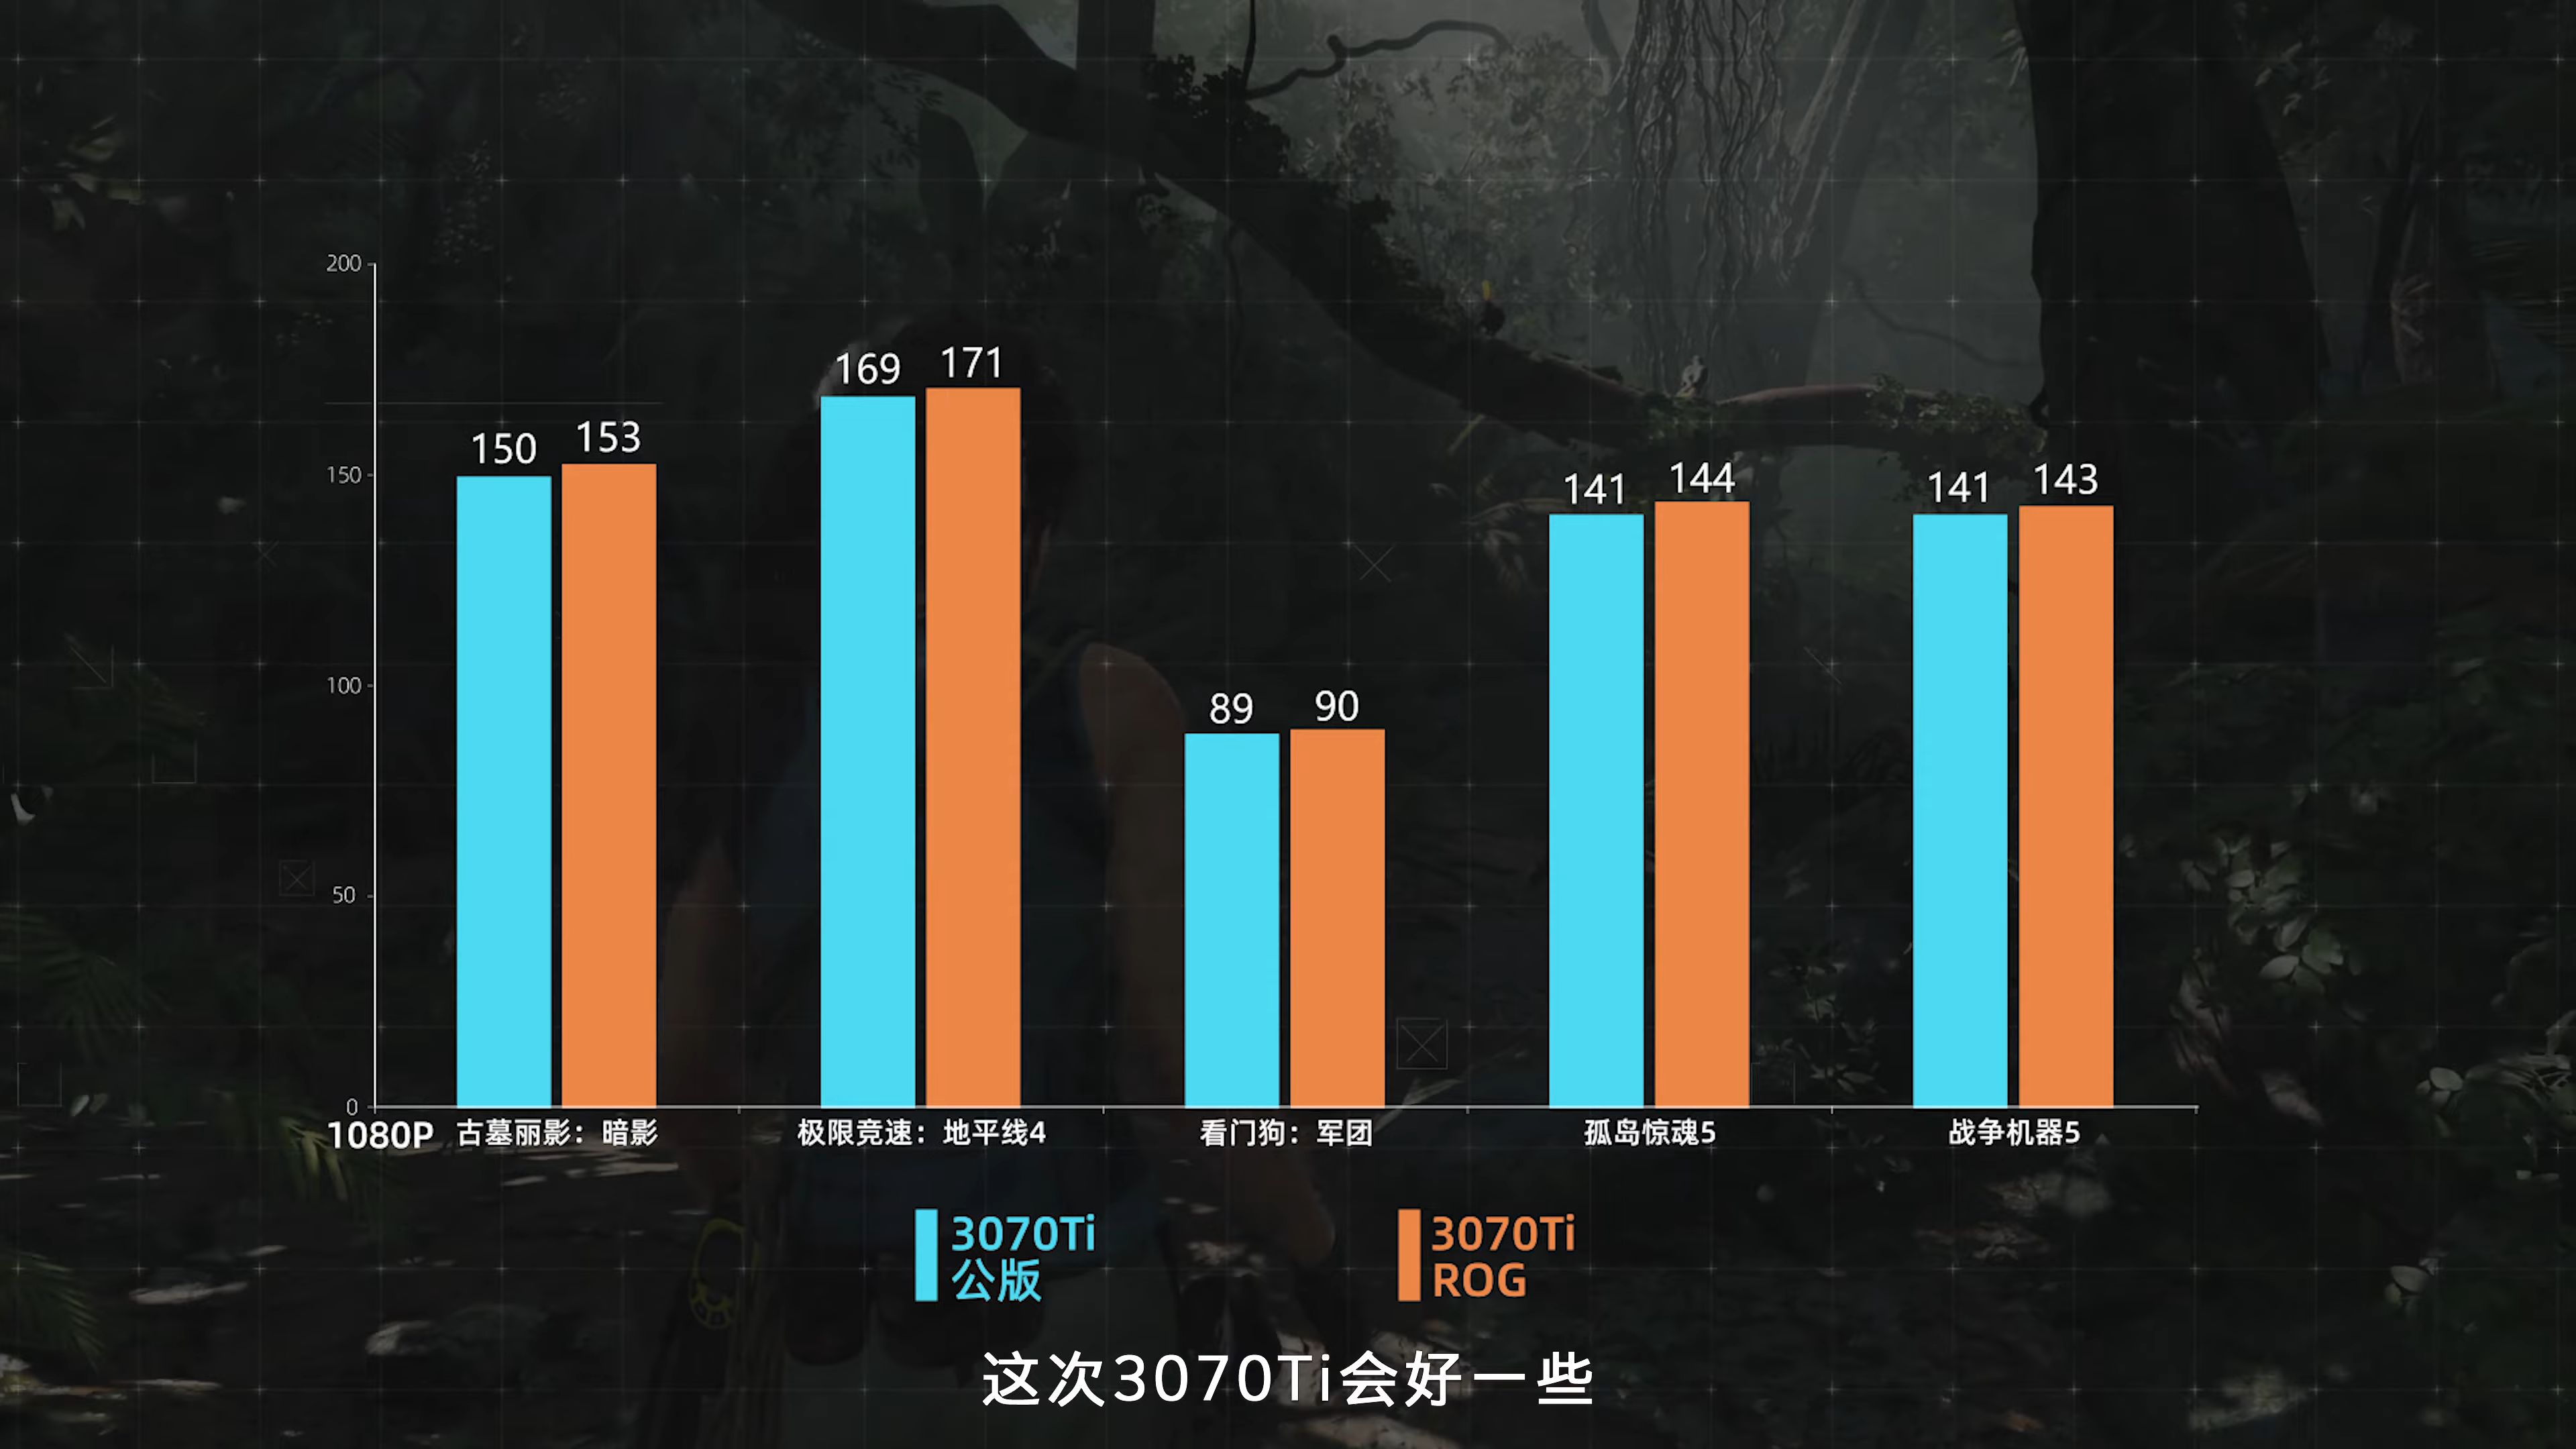 200
150
100
50
0
150
153
169
171
89
90
141
144
141
143
1080P
古墓丽影：暗影
极限竞速：地平线4
看门狗：军团
孤岛惊魂5
战争机器5
3070Ti
公版
3070Ti
ROG
这次3070Ti会好一些